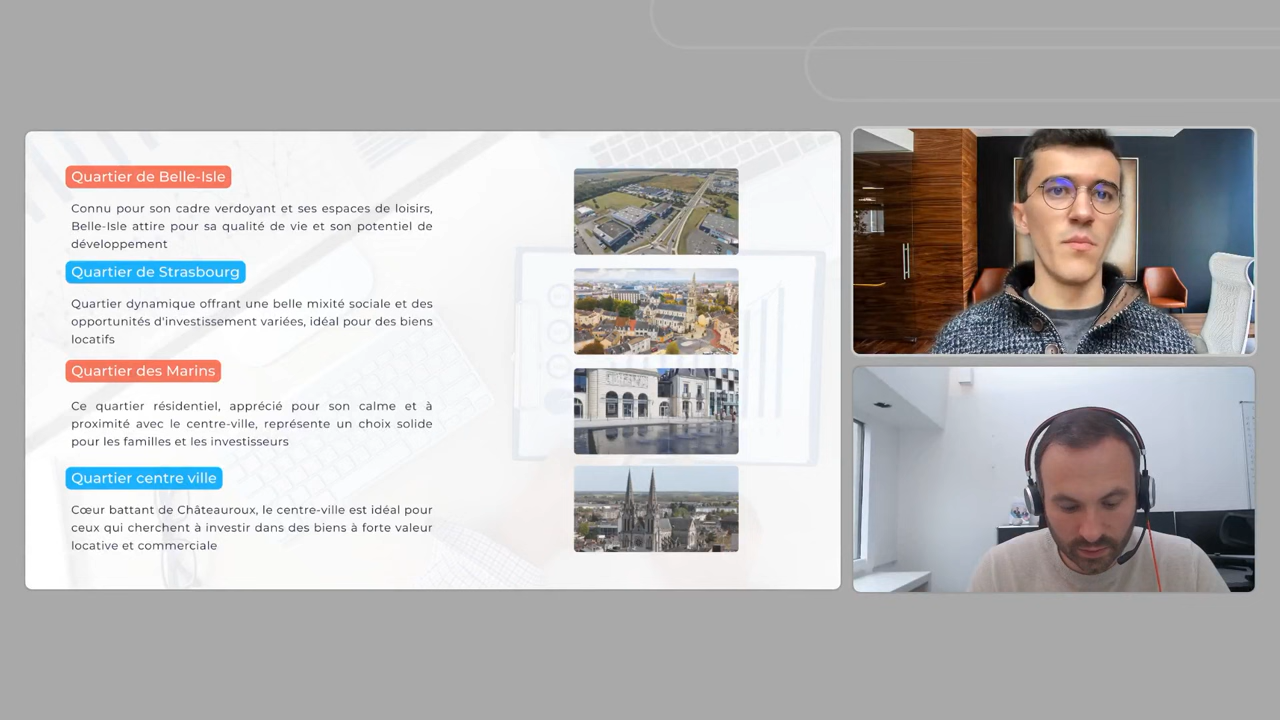 Quartier de Belle-Isle
Connu pour son cadre verdoyant et ses espaces de loisirs,
Belle-Isle attire pour sa qualité de vie et son potentiel de
développement
Quartier de Strasbourg
Quartier dynamique offrant une belle mixité sociale et des
opportunités d'investissement variées, idéal pour des biens
locatifs
Quartier des Marins
Ce quartier résidentiel, apprécié pour son calme et à
proximité avec le centre-ville, représente un choix solide
pour les familles et les investisseurs
Quartier centre ville
Cœur battant de Châteauroux, le centre-ville est idéal pour
ceux qui cherchent à investir dans des biens à forte valeur
locative et commerciale